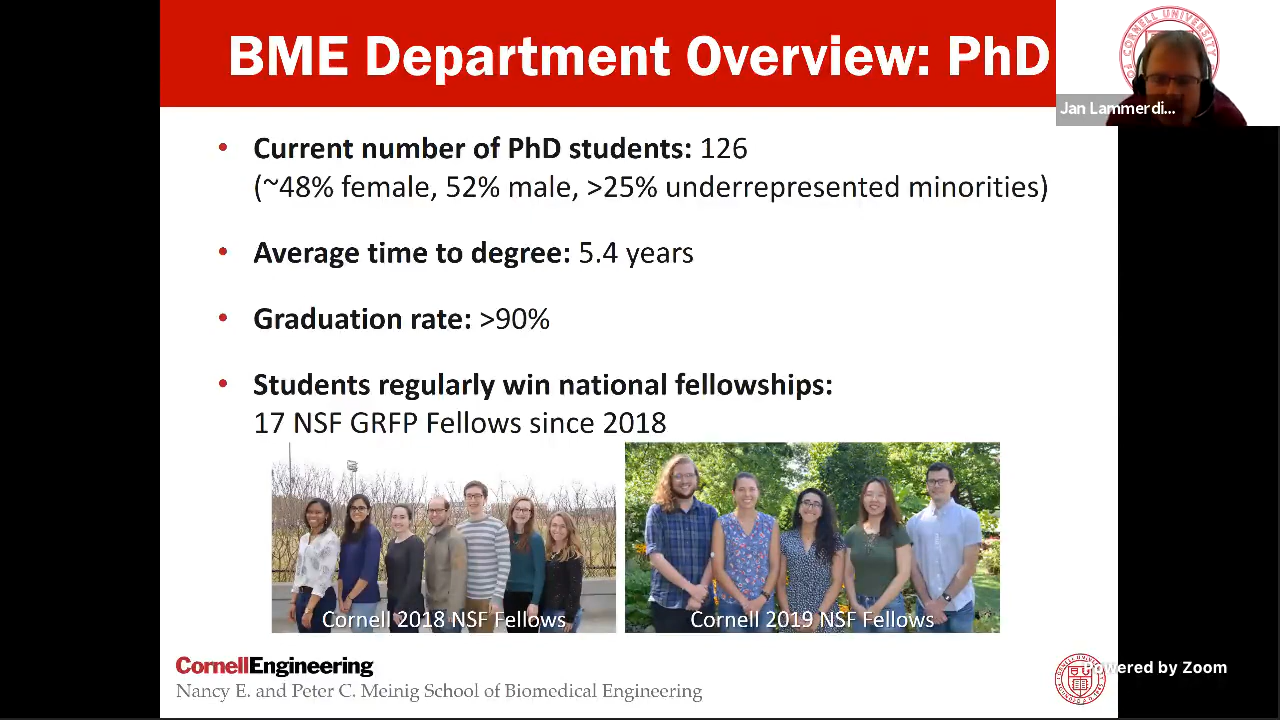 BME Department Overview: PhD
CORNELL UNIVERSITY
Jan Lammerdi...
• Current number of PhD students: 126
(~48% female, 52% male, >25% underrepresented minorities)
• Average time to degree: 5.4 years
• Graduation rate: >90%
• Students regularly win national fellowships:
17 NSF GRFP Fellows since 2018
Cornell 2018 NSF Fellows
Cornell 2019 NSF Fellows
CornellEngineering
Nancy E. and Peter C. Meinig School of Biomedical Engineering
Powered by Zoom